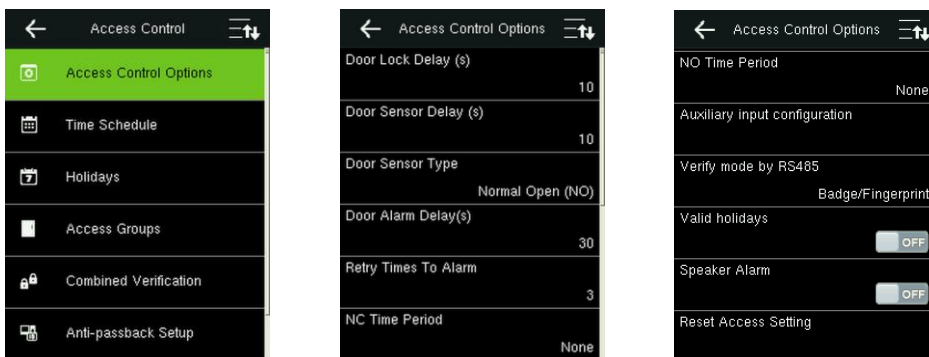 Access Control
Access Control Options
Time Schedule
Holidays
Access Groups
Combined Verification
Anti-passback Setup
Access Control Options
Door Lock Delay (s)
10
Door Sensor Delay (s)
10
Door Sensor Type
Normal Open (NO)
Door Alarm Delay(s)
30
Retry Times To Alarm
3
NC Time Period
None
Access Control Options
NO Time Period
None
Auxiliary input configuration
Verify mode by RS485
Badge/Fingerprint
Valid holidays
OFF
Speaker Alarm
OFF
Reset Access Setting